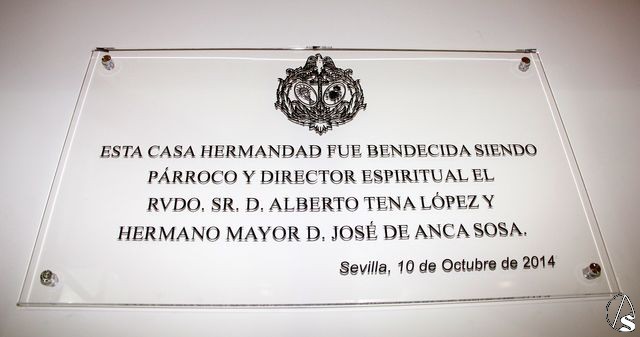 ESTA CASA HERMANDAD FUE BENDECIDA SIENDO
PÁRROCO Y DIRECTOR ESPIRITUAL EL
RVDO. SR. D. ALBERTO TENA LÓPEZ Y
HERMANO MAYOR D. JOSÉ DE ANCA SOSA.
Sevilla, 10 de Octubre de 2014